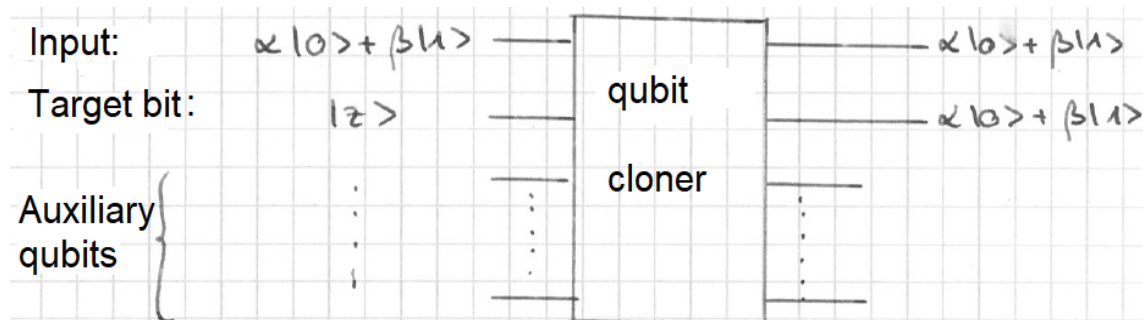 Input: α|0> + β|1> α|0> + β|1>
Target bit: |z> qubit α|0> + β|1>
cloner
Auxiliary
qubits